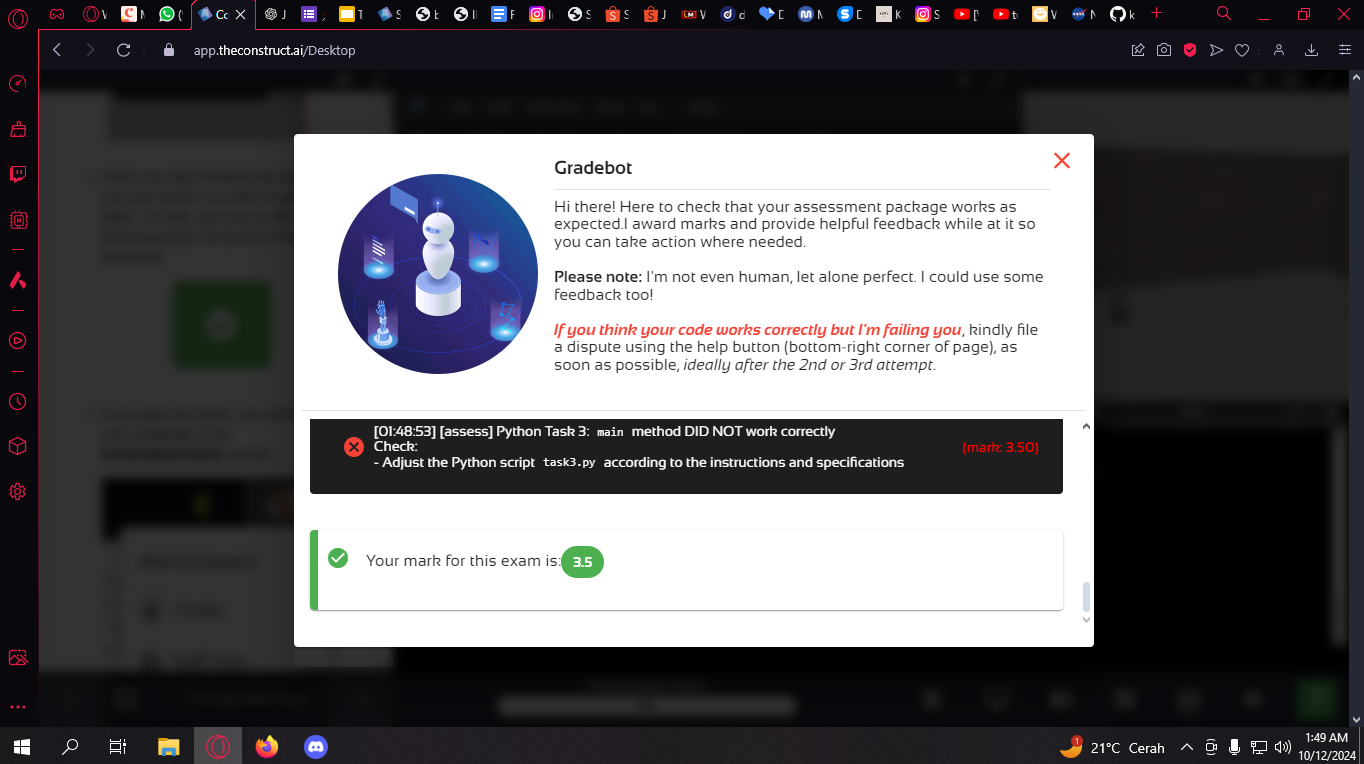 app.theconstruct.ai/Desktop
Gradebot
Hi there! Here to check that your assessment package works as
expected.I award marks and provide helpful feedback while at it so
you can take action where needed.
Please note: I'm not even human, let alone perfect. I could use some
feedback too!
If you think your code works correctly but I'm failing you, kindly file
a dispute using the help button (bottom-right corner of page), as
soon as possible, ideally after the 2nd or 3rd attempt.
[01:48:53] [assess] Python Task 3: main method DID NOT work correctly
Check:
- Adjust the Python script task3.py according to the instructions and specifications
(mark: 3.50)
Your mark for this exam is: 3.5
1
21°C Cerah
1:49 AM
10/12/2024